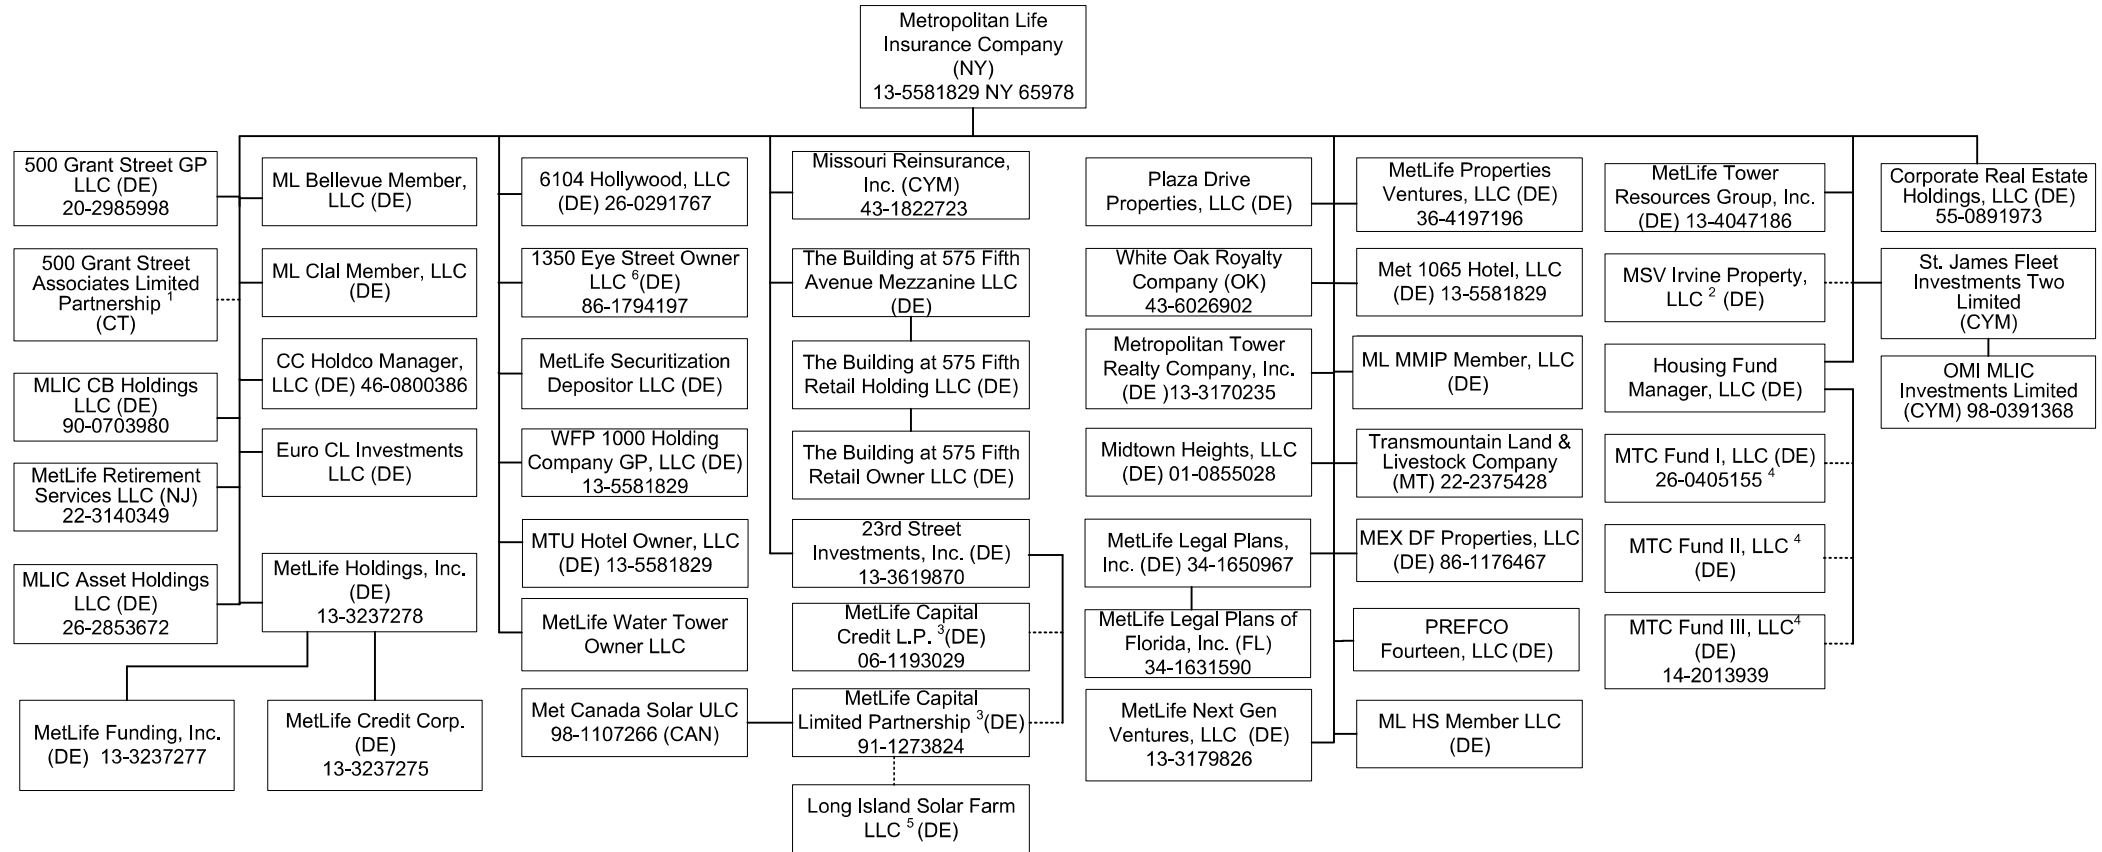 Metropolitan Life
Insurance Company
(NY)
13-5581829 NY 65978
500 Grant Street GP
LLC (DE)
20-2985998
500 Grant Street
Associates Limited
Partnership 1
(CT)
MLIC CB Holdings
LLC (DE)
90-0703980
MetLife Retirement
Services LLC (NJ)
22-3140349
MLIC Asset Holdings
LLC (DE)
26-2853672
MetLife Funding, Inc.
(DE) 13-3237277
ML Bellevue Member,
LLC (DE)
ML Clal Member, LLC
(DE)
CC Holdco Manager,
LLC (DE) 46-0800386
Euro CL Investments
LLC (DE)
MetLife Holdings, Inc.
(DE)
13-3237278
MetLife Credit Corp.
(DE)
13-3237275
6104 Hollywood, LLC
(DE) 26-0291767
1350 Eye Street Owner
LLC 6 (DE)
86-1794197
MetLife Securitization
Depositor LLC (DE)
WFP 1000 Holding
Company GP, LLC (DE)
13-5581829
MTU Hotel Owner, LLC
(DE) 13-5581829
MetLife Water Tower
Owner LLC
Met Canada Solar ULC
98-1107266 (CAN)
Missouri Reinsurance,
Inc. (CYM)
43-1822723
The Building at 575 Fifth
Avenue Mezzanine LLC
(DE)
The Building at 575 Fifth
Retail Holding LLC (DE)
The Building at 575 Fifth
Retail Owner LLC (DE)
23rd Street
Investments, Inc. (DE)
13-3619870
MetLife Capital
Credit L.P. 3 (DE)
06-1193029
MetLife Capital
Limited Partnership 3 (DE)
91-1273824
Long Island Solar Farm
LLC 5 (DE)
Plaza Drive
Properties, LLC (DE)
White Oak Royalty
Company (OK)
43-6026902
Metropolitan Tower
Realty Company, Inc.
(DE )13-3170235
Midtown Heights, LLC
(DE) 01-0855028
MetLife Legal Plans,
Inc. (DE) 34-1650967
MetLife Legal Plans of
Florida, Inc. (FL)
34-1631590
MetLife Next Gen
Ventures, LLC (DE)
13-3179826
MetLife Properties
Ventures, LLC (DE)
36-4197196
Met 1065 Hotel, LLC
(DE) 13-5581829
ML MMIP Member, LLC
(DE)
Transmountain Land &
Livestock Company
(MT) 22-2375428
MEX DF Properties, LLC
(DE) 86-1176467
PREFCO
Fourteen, LLC (DE)
ML HS Member LLC
(DE)
MetLife Tower
Resources Group, Inc.
(DE) 13-4047186
MSV Irvine Property,
LLC 2 (DE)
Housing Fund
Manager, LLC (DE)
MTC Fund I, LLC (DE)
26-0405155 4
MTC Fund II, LLC 4
(DE)
MTC Fund III, LLC4
(DE)
14-2013939
Corporate Real Estate
Holdings, LLC (DE)
55-0891973
St. James Fleet
Investments Two
Limited
(CYM)
OMI MLIC
Investments Limited
(CYM) 98-0391368